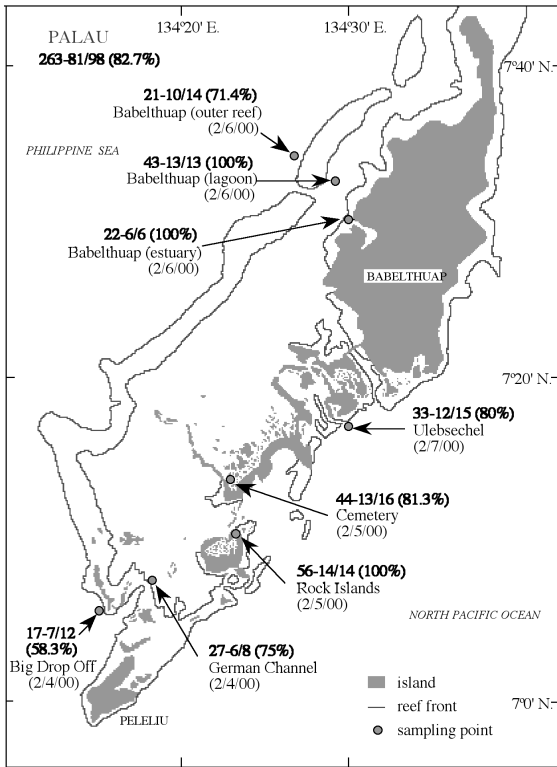 134°20' E.
134°30' E.
PALAU
263-81/98 (82.7%)
7°40' N.
21-10/14 (71.4%)
Babelthuap (outer reef)
(2/6/00)
PHILIPPINE SEA
43-13/13 (100%)
Babelthuap (lagoon)
(2/6/00)
22-6/6 (100%)
Babelthuap (estuary)
(2/6/00)
BABELTHUAP
7°20' N.
33-12/15 (80%)
Ulebsechel
(2/7/00)
44-13/16 (81.3%)
Cemetery
(2/5/00)
56-14/14 (100%)
Rock Islands
(2/5/00)
NORTH PACIFIC OCEAN
17-7/12
(58.3%)
Big Drop Off
(2/4/00)
27-6/8 (75%)
German Channel
(2/4/00)
island
reef front
sampling point
7°0' N.
PELELIU